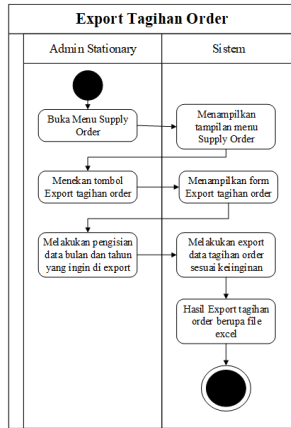 Export Tagihan Order
Admin Stationary
Sistem
Buka Menu Supply
Order
Menampilkan
tampilan menu
Supply Order
Menekan tombol
Export tagihan order
Menampilkan form
Export tagihan order
Melakukan pengisian
data bulan dan tahun
yang ingin di export
Melakukan export
data tagihan order
sesuai keiinginan
Hasil Export tagihan
order berupa file
excel